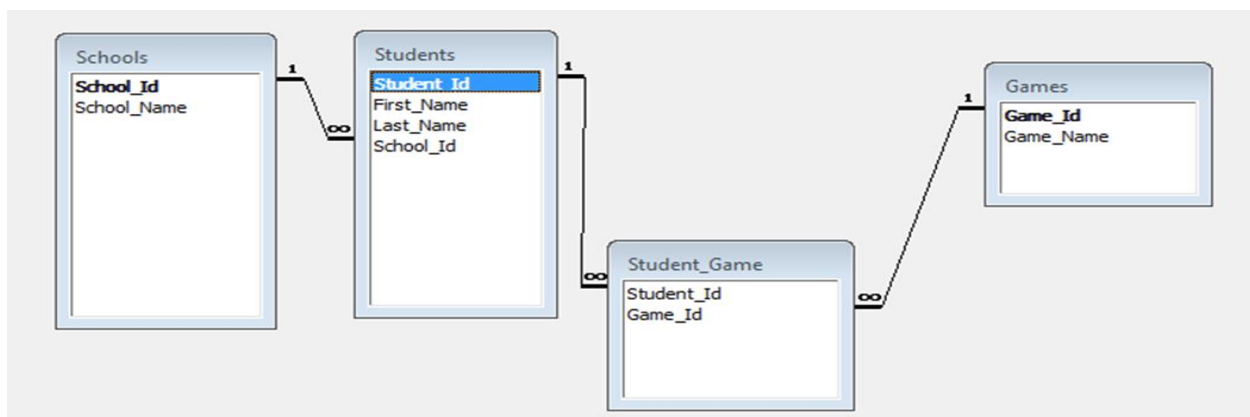 Schools
School_Id
School_Name
1
∞
Students
Student_Id
First_Name
Last_Name
School_Id
1
∞
Student_Game
Student_Id
Game_Id
∞
1
Games
Game_Id
Game_Name